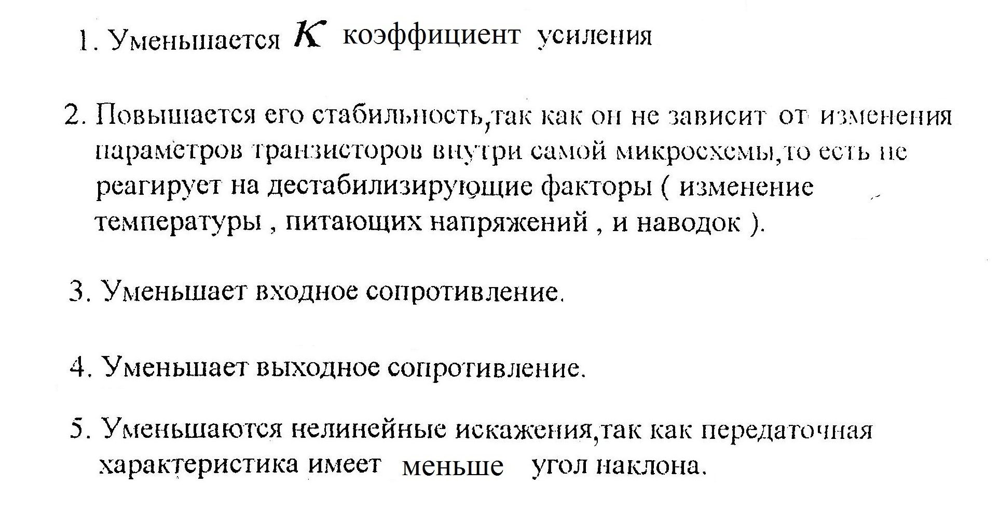 1. Уменьшается K коэффициент усиления
2. Повышается его стабильность,так как он не зависит от изменения
параметров транзисторов внутри самой микросхемы,то есть не
реагирует на дестабилизирующие факторы ( изменение
температуры , питающих напряжений , и наводок ).
3. Уменьшает входное сопротивление.
4. Уменьшает выходное сопротивление.
5. Уменьшаются нелинейные искажения,так как передаточная
характеристика имеет меньше угол наклона.